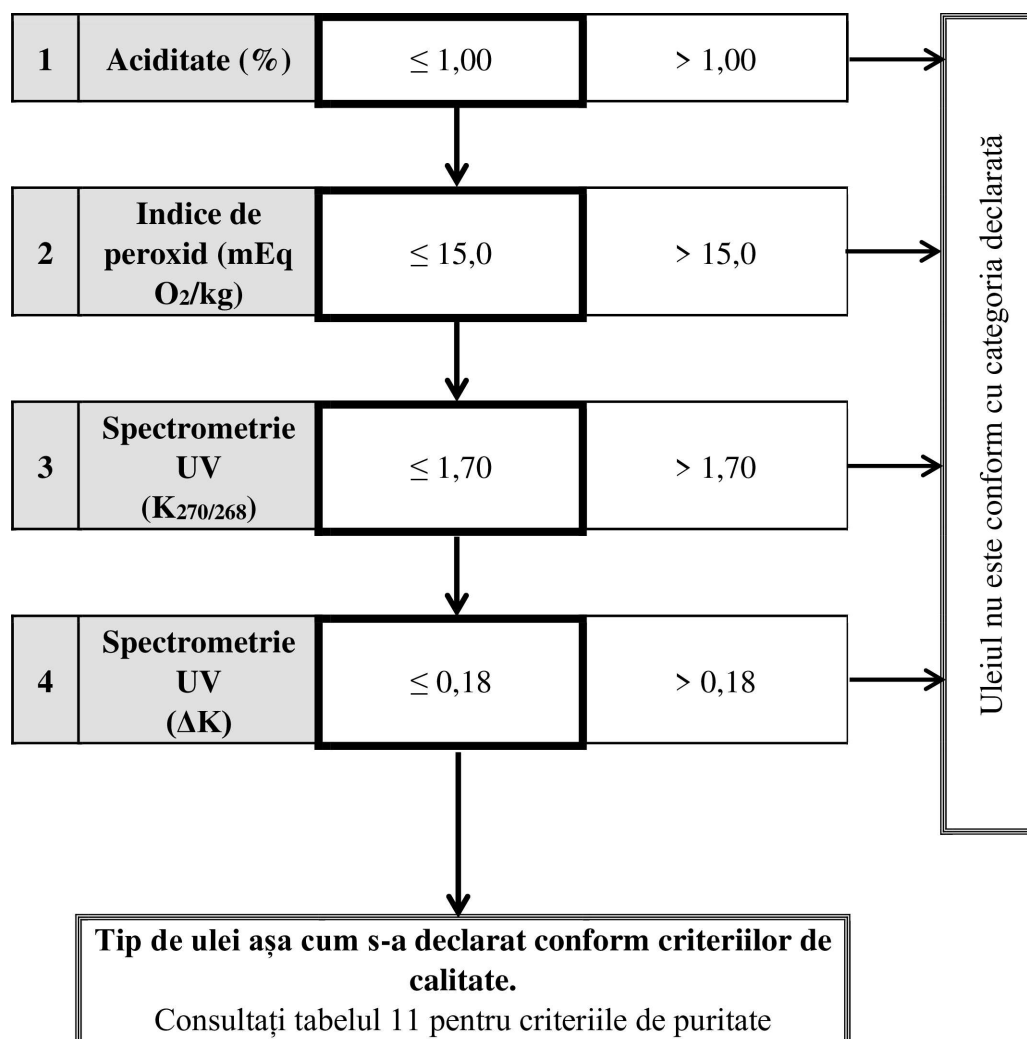 1 Aciditate (%) ≤ 1,00 > 1,00
2 Indice de peroxid (mEq O₂/kg) ≤ 15,0 > 15,0
3 Spectrometrie UV (K₂₇₀/₂₆₈) ≤ 1,70 > 1,70
4 Spectrometrie UV (ΔK) ≤ 0,18 > 0,18
Uleiul nu este conform cu categoria declarată
Tip de ulei așa cum s-a declarat conform criteriilor de
calitate.
Consultați tabelul 11 pentru criteriile de puritate